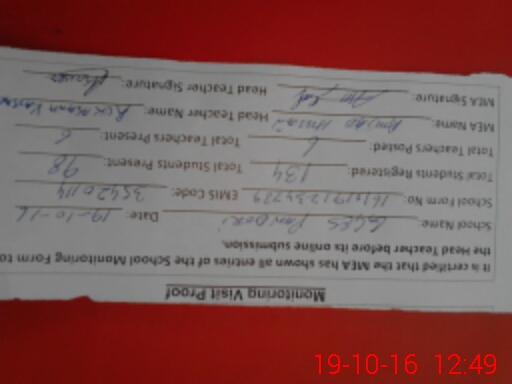 Monitoring Visit Proof
It is certified that the MEA has shown all entries of the School Monitoring Form to
the Head Teacher before its online submission.
School Name: GGES Date: 19-10-16
School Form No: EMIS Code: 35420114
Total Students Registered: 134 Total Students Present: 98
Total Teachers Posted: 6 Total Teachers Present: 6
MEA Name: Head Teacher Name:
MEA Signature: Head Teacher Signature:
19-10-16 12:49